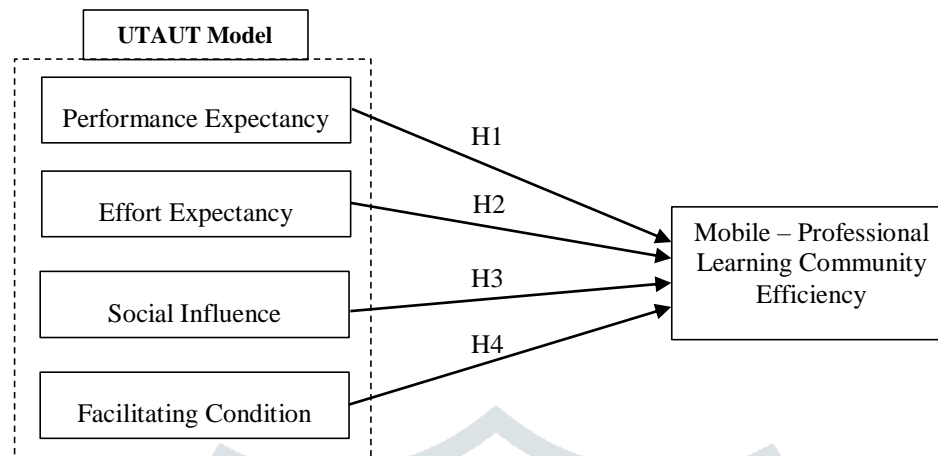 UTAUT Model
Performance Expectancy
H1
Effort Expectancy
H2
Mobile – Professional
Learning Community
Efficiency
Social Influence
H3
H4
Facilitating Condition